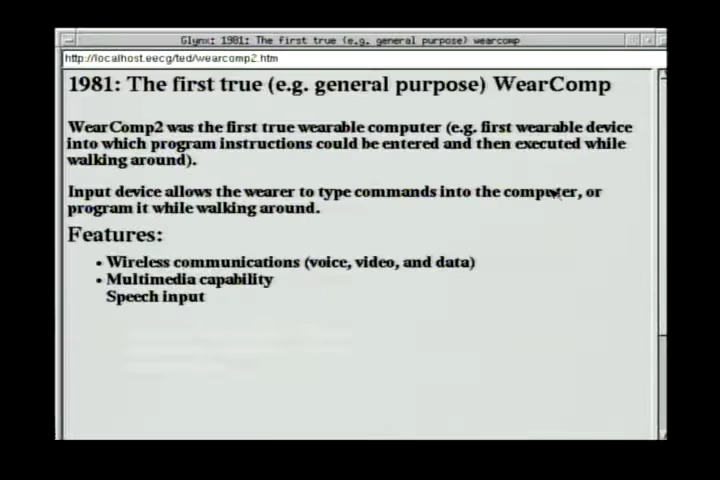 Glynx: 1981: The first true (e.g. general purpose) wearcomp
http://localhost.eecg/ted/wearcomp2.htm
1981: The first true (e.g. general purpose) WearComp
WearComp2 was the first true wearable computer (e.g. first wearable device
into which program instructions could be entered and then executed while
walking around).
Input device allows the wearer to type commands into the computer, or
program it while walking around.
Features:
• Wireless communications (voice, video, and data)
• Multimedia capability
Speech input